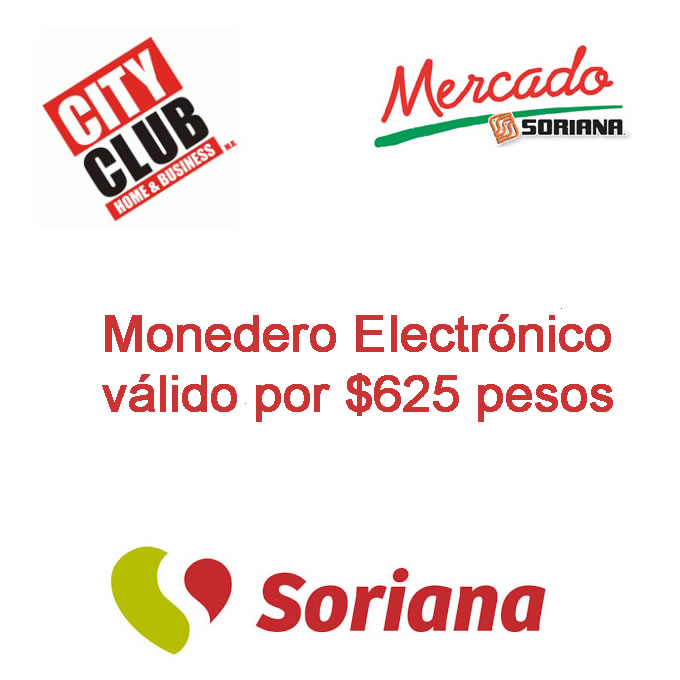 CITY
CLUB
HOME & BUSINESS M.R.
Mercado
SORIANA
Monedero Electrónico
válido por $625 pesos
Soriana